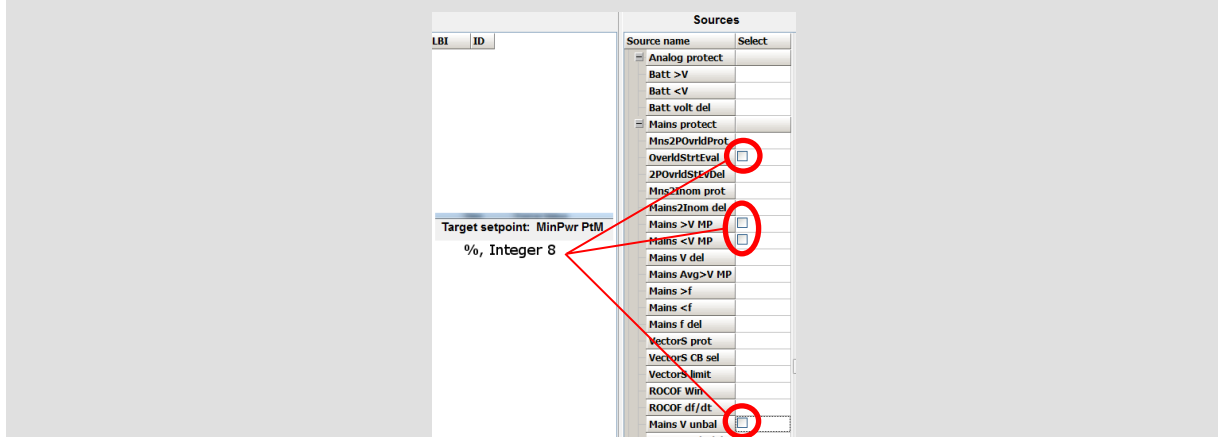 Sources
LBI ID
Source name Select
Analog protect
Batt >V
Batt <V
Batt volt del
Mains protect
Mns2POvrldProt
OverldStrtEval
2POvrldStEvDel
Mns2Inom prot
Mains2Inom del
Mains >V MP
Target setpoint: MinPwr PtM
Mains <V MP
%, Integer 8
Mains V del
Mains Avg>V MP
Mains >f
Mains <f
Mains f del
VectorS prot
VectorS CB sel
VectorS limit
ROCOF Win
ROCOF df/dt
Mains V unbal